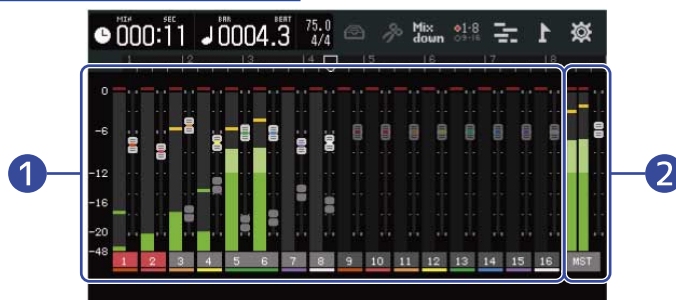 MIN SEC BAR BEAT
000:11 0004.3 75.0 4/4 Mix down 1-8 09-16
1 2 3 4 5 6 7 8
0
-6
-12
-16
-20
-48
1 2 3 4 5 6 7 8 9 10 11 12 13 14 15 16 MST
1 2